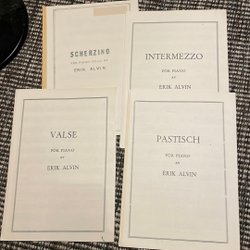 SCHERZINO
FOR PIANO SOLO BY
ERIK ALVIN
INTERMEZZO
FOR PIANO
BY
ERIK ALVIN
VALSE
FOR PIANO
BY
ERIK ALVIN
PASTISCH
FOR PIANO
BY
ERIK ALVIN